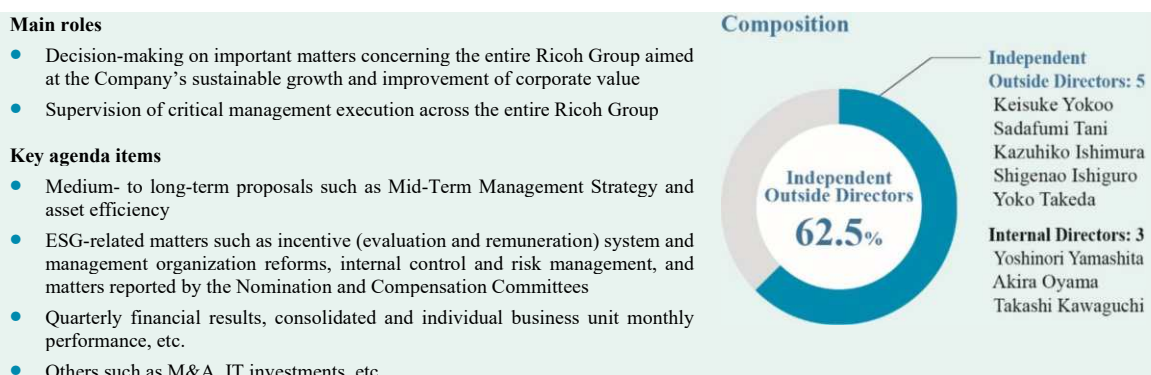 Main roles
● Decision-making on important matters concerning the entire Ricoh Group aimed
at the Company's sustainable growth and improvement of corporate value
● Supervision of critical management execution across the entire Ricoh Group
Key agenda items
● Medium- to long-term proposals such as Mid-Term Management Strategy and
asset efficiency
● ESG-related matters such as incentive (evaluation and remuneration) system and
management organization reforms, internal control and risk management, and
matters reported by the Nomination and Compensation Committees
● Quarterly financial results, consolidated and individual business unit monthly
performance, etc.
● Others such as M&A, IT investments, etc.
Composition
Independent
Outside Directors: 5
Keisuke Yokoo
Sadafumi Tani
Kazuhiko Ishimura
Shigenao Ishiguro
Yoko Takeda
Internal Directors: 3
Yoshinori Yamashita
Akira Oyama
Takashi Kawaguchi
Independent
Outside Directors
62.5%